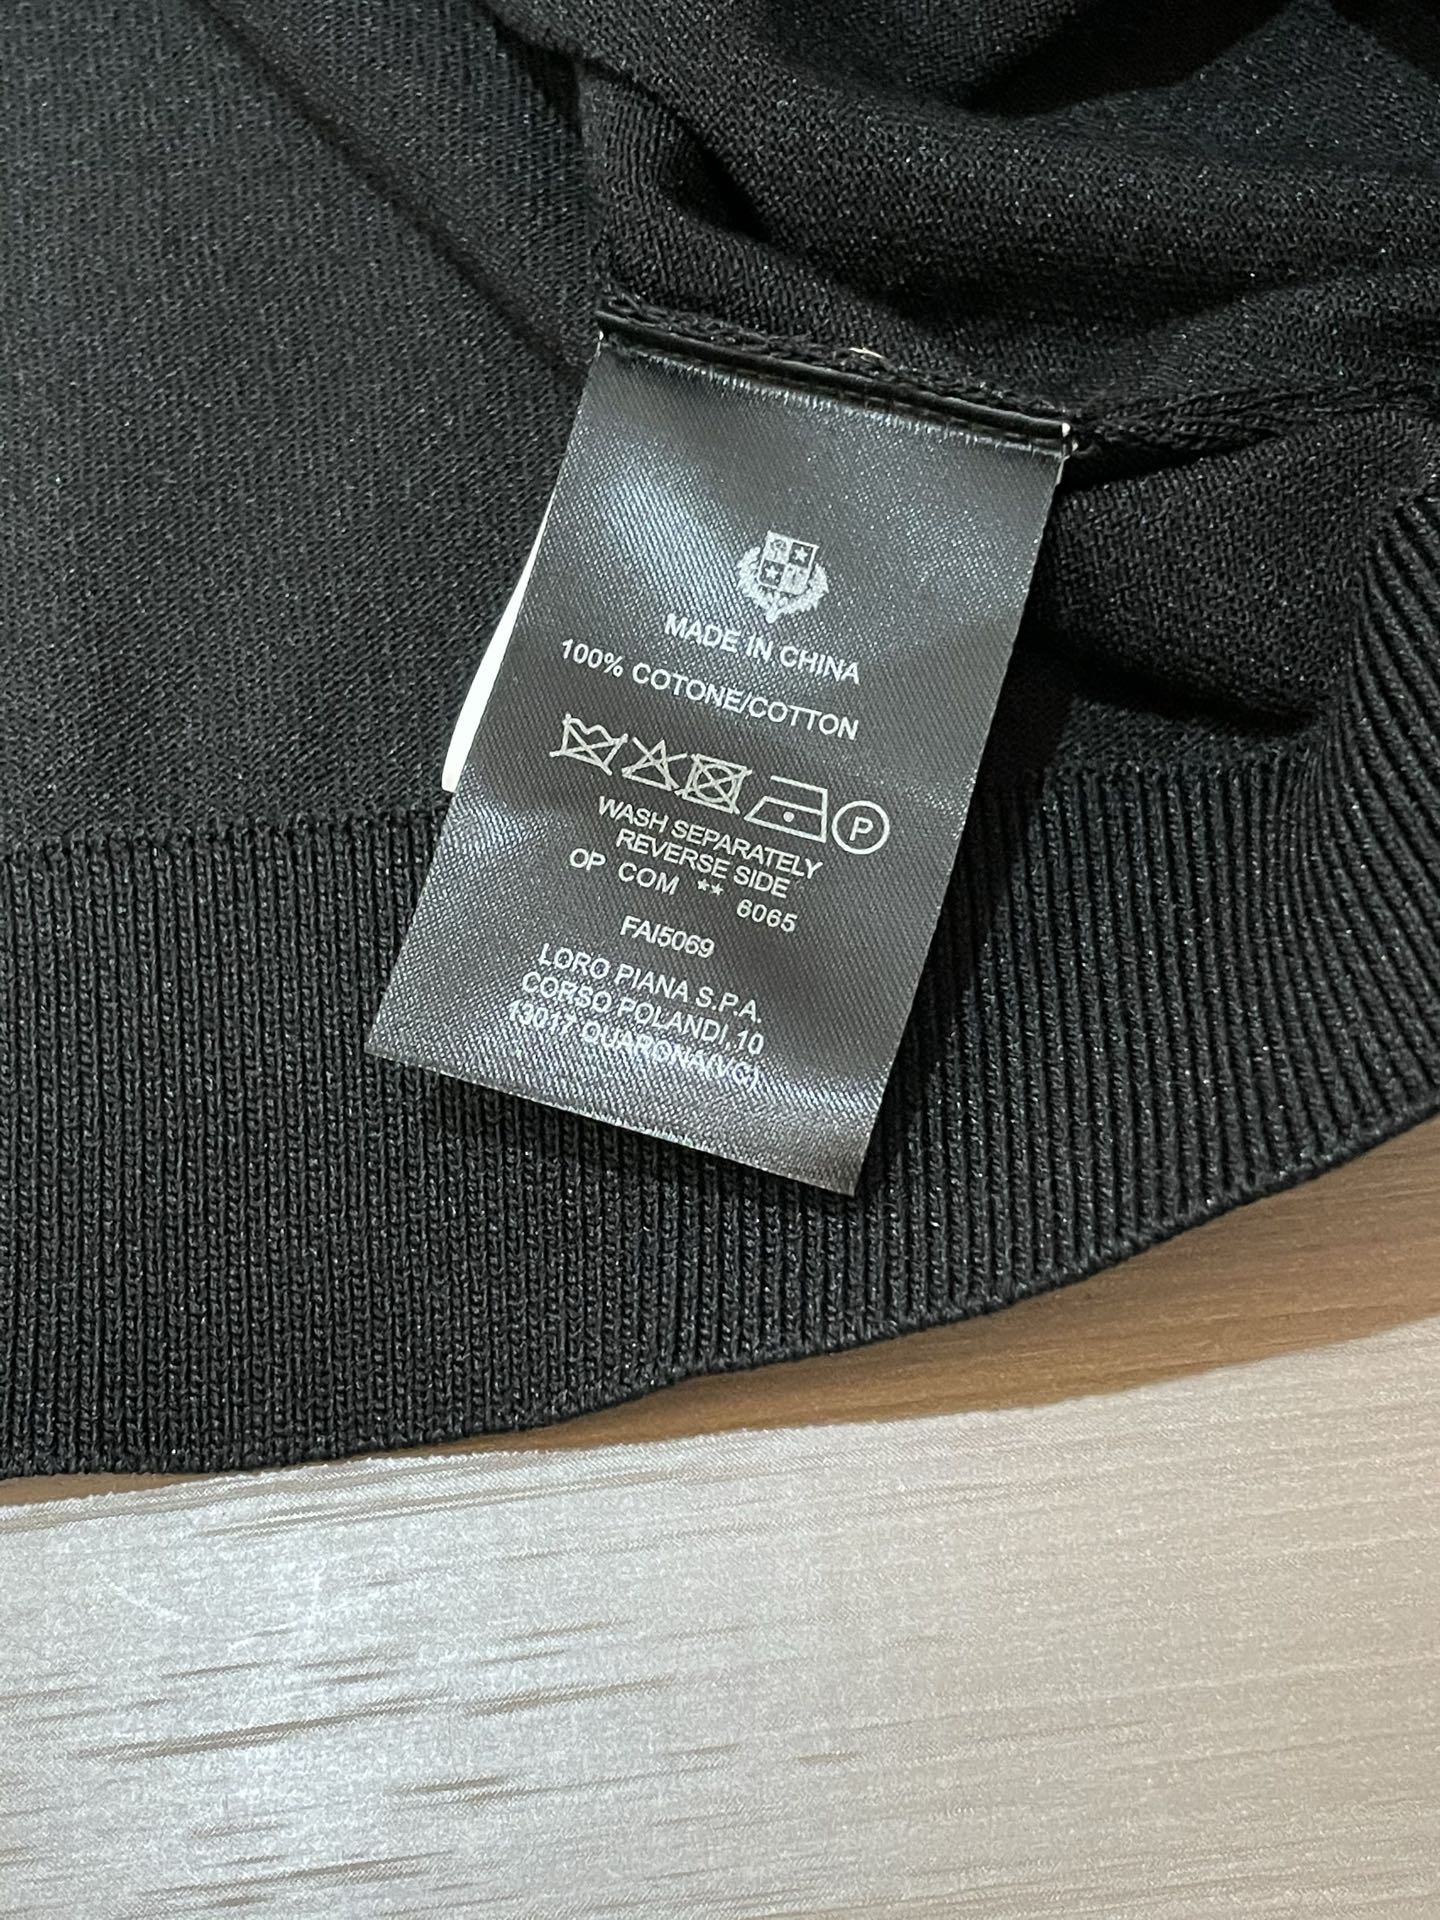 MADE IN CHINA
100% COTONE/COTTON
P
WASH SEPARATELY
REVERSE SIDE
OP COM ** 6065
FAI5069
LORO PIANA S.P.A.
CORSO POLANDI,10
13017 QUARONA(VC)